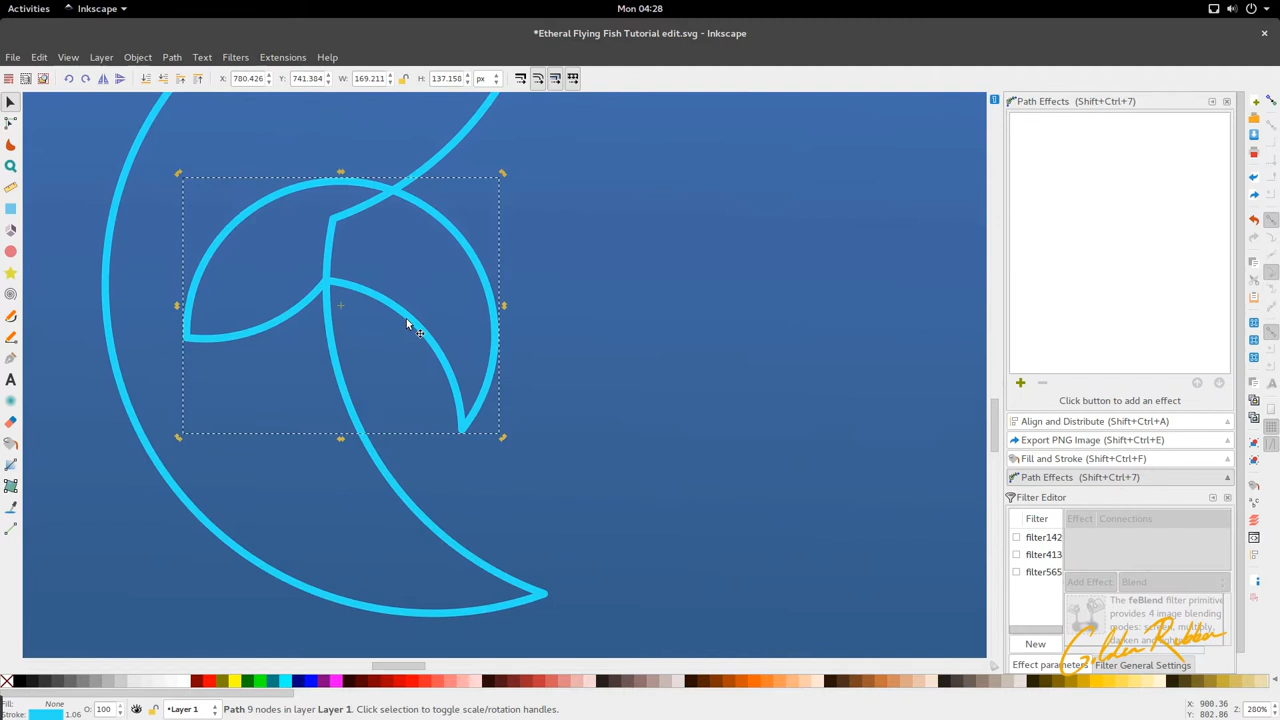 Activities Inkscape Mon 04:28
*Etheral Flying Fish Tutorial edit.svg - Inkscape
File Edit View Layer Object Path Text Filters Extensions Help
X: 780.426 Y: 741.384 W: 169.211 H: 137.158 px
Path Effects (Shift+Ctrl+7)
Click button to add an effect
Align and Distribute (Shift+Ctrl+A)
Export PNG Image (Shift+Ctrl+E)
Fill and Stroke (Shift+Ctrl+F)
Path Effects (Shift+Ctrl+7)
Filter Editor
Filter Effect Connections
filter142
filter413
filter565
Add Effect: Blend
The feBlend filter primitive
provides 4 image blending
modes: screen, multiply,
New
Golden Ribbon
Effect parameters Filter General Settings
Fill: None
Stroke: 1.06
O: 100
•Layer 1
Path 9 nodes in layer Layer 1. Click selection to toggle scale/rotation handles.
X: 900.36
Y: 802.86
Z: 280%